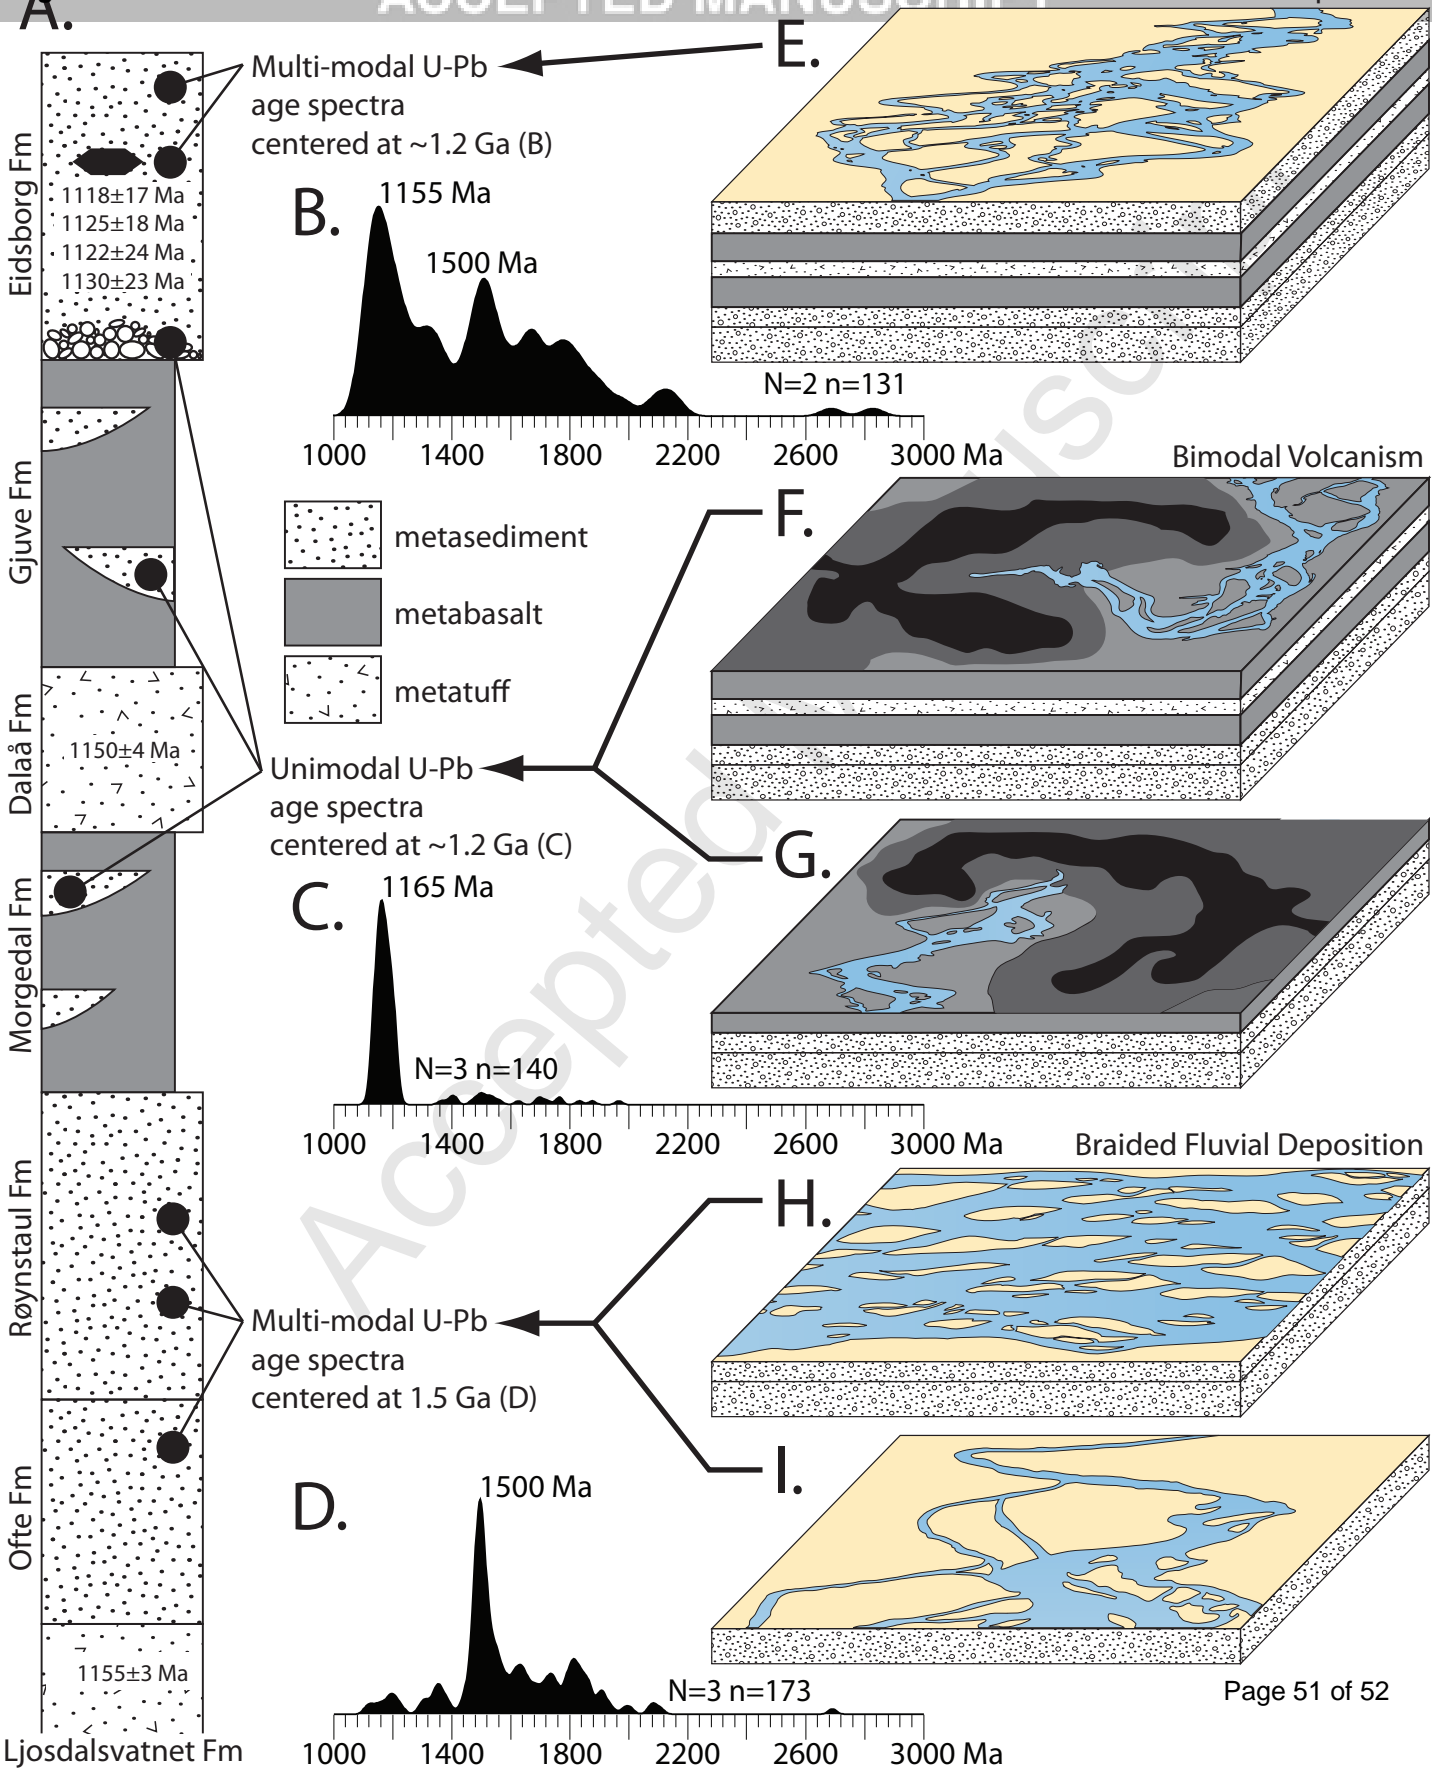 ACCEPTED MANUSCRIPT
A.
Eidsborg Fm
Gjuve Fm
Dalaå Fm
Morgedal Fm
Røynstaul Fm
Ofte Fm
Ljosdalsvatnet Fm
1118±17 Ma
1125±18 Ma
1122±24 Ma
1130±23 Ma
1150±4 Ma
1155±3 Ma
Multi-modal U-Pb
age spectra
centered at ~1.2 Ga (B)
B.
1155 Ma
1500 Ma
N=2 n=131
1000 1400 1800 2200 2600 3000 Ma
metasediment
metabasalt
metatuff
Unimodal U-Pb
age spectra
centered at ~1.2 Ga (C)
C.
1165 Ma
N=3 n=140
1000 1400 1800 2200 2600 3000 Ma
Multi-modal U-Pb
age spectra
centered at 1.5 Ga (D)
D.
1500 Ma
N=3 n=173
1000 1400 1800 2200 2600 3000 Ma
E.
Bimodal Volcanism
F.
G.
Braided Fluvial Deposition
H.
I.
Page 51 of 52
Accepted Manuscript